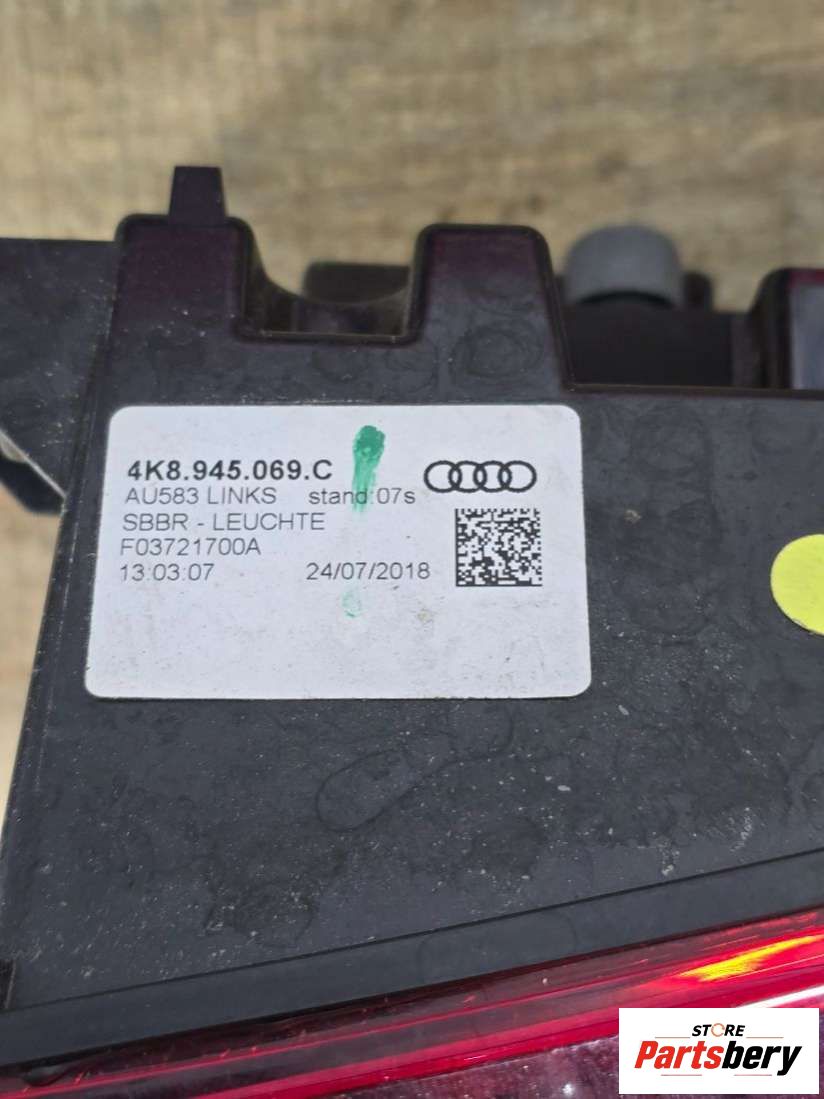 4K8.945.069.C
AU583 LINKS stand:07s
SBBR - LEUCHTE
F03721700A
13:03:07 24/07/2018
STORE
Partsbery